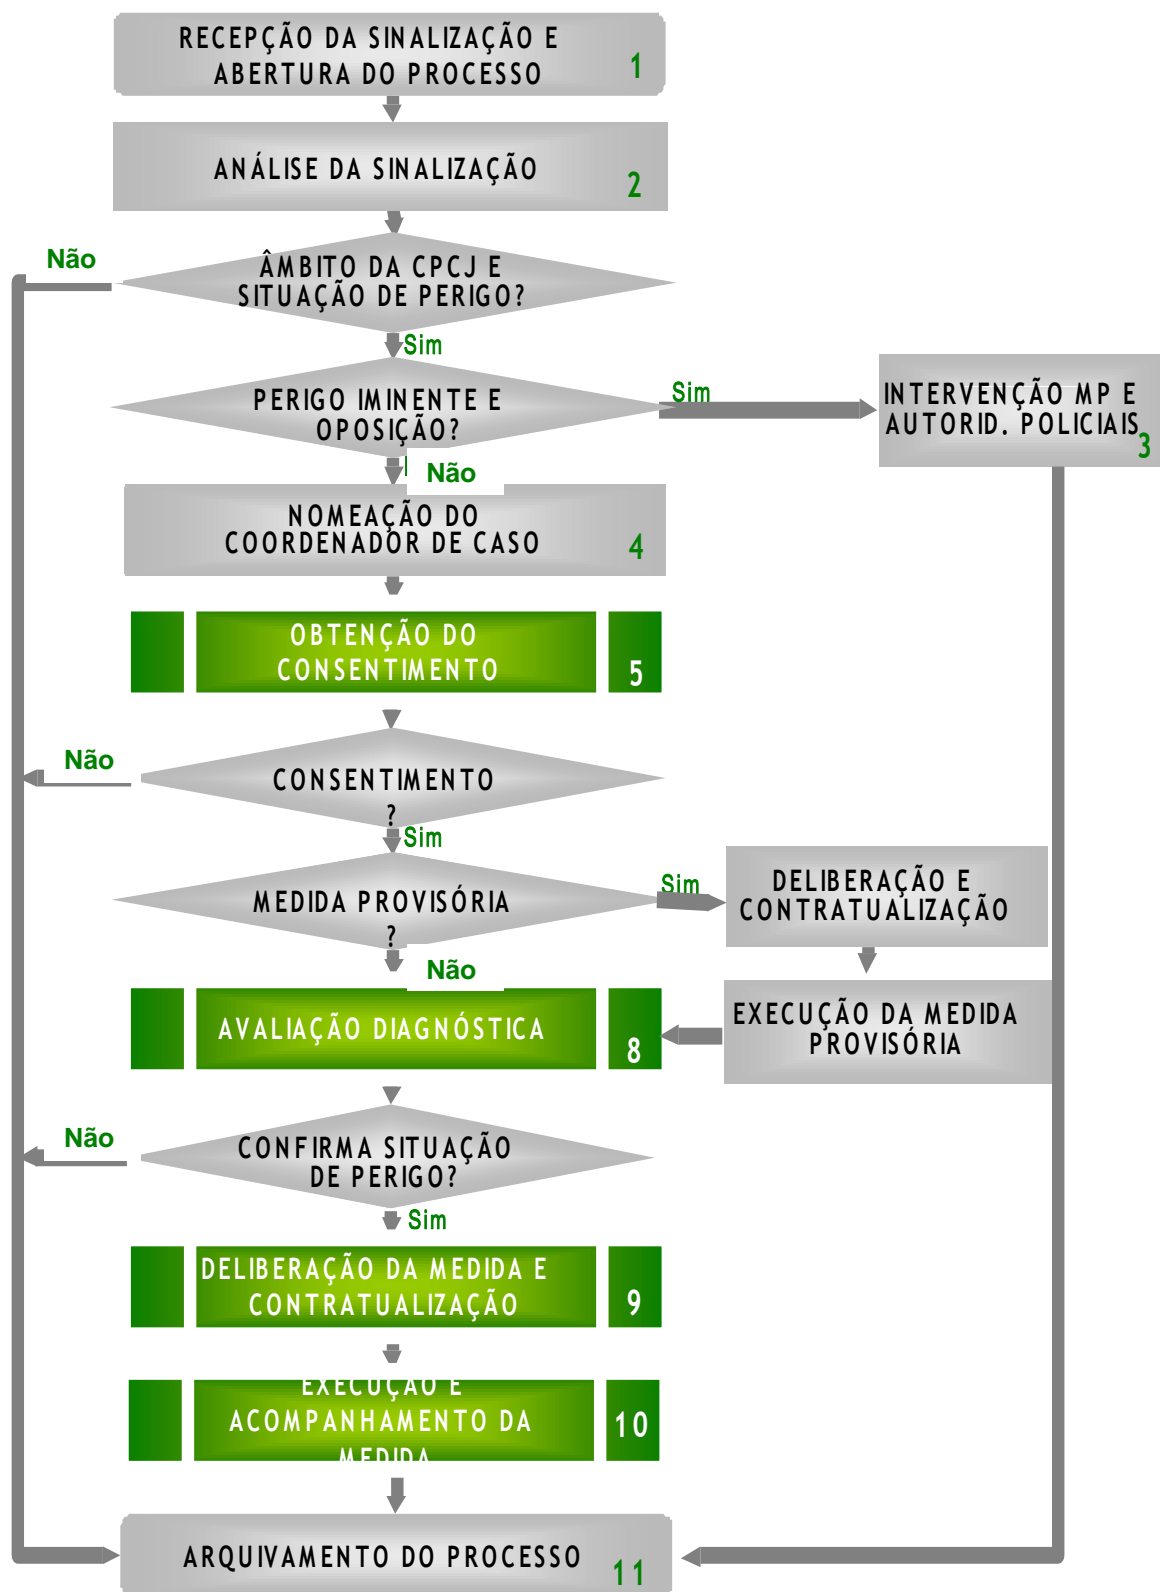 RECEPÇÃO DA SINALIZAÇÃO E
ABERTURA DO PROCESSO
1
ANÁLISE DA SINALIZAÇÃO
2
Não
ÂMBITO DA CPCJ E
SITUAÇÃO DE PERIGO?
Sim
PERIGO IMINENTE E
OPOSIÇÃO?
Sim
INTERVENÇÃO MP E
AUTORID. POLICIAIS
3
Não
NOMEAÇÃO DO
COORDENADOR DE CASO
4
OBTENÇÃO DO
CONSENTIMENTO
5
Não
CONSENTIMENTO
?
Sim
MEDIDA PROVISÓRIA
?
Sim
DELIBERAÇÃO E
CONTRATUALIZAÇÃO
Não
EXECUÇÃO DA MEDIDA
PROVISÓRIA
AVALIAÇÃO DIAGNÓSTICA
8
Não
CONFIRMA SITUAÇÃO
DE PERIGO?
Sim
DELIBERAÇÃO DA MEDIDA E
CONTRATUALIZAÇÃO
9
EXECUÇÃO E
ACOMPANHAMENTO DA
MEDIDA
10
ARQUIVAMENTO DO PROCESSO
11